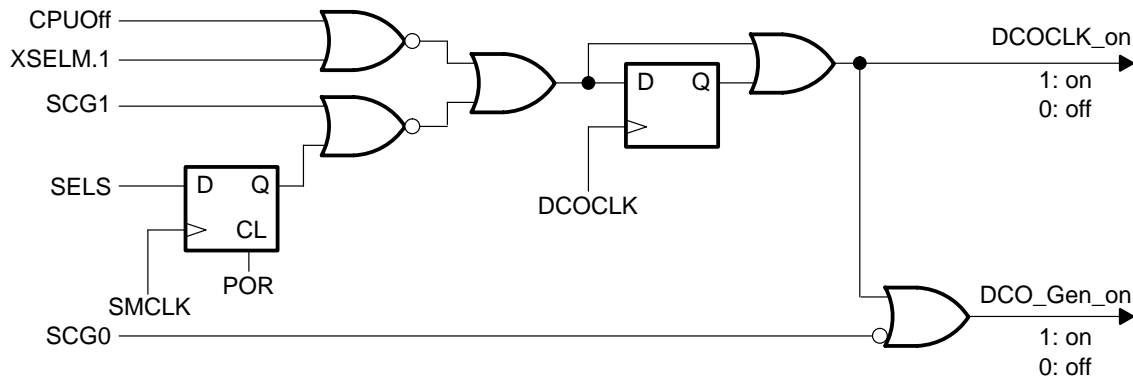 CPUOff
XSELM.1
SCG1
SELS
D Q
CL
POR
SMCLK
SCG0
D Q
DCOCLK
DCOCLK_on
1: on
0: off
DCO_Gen_on
1: on
0: off